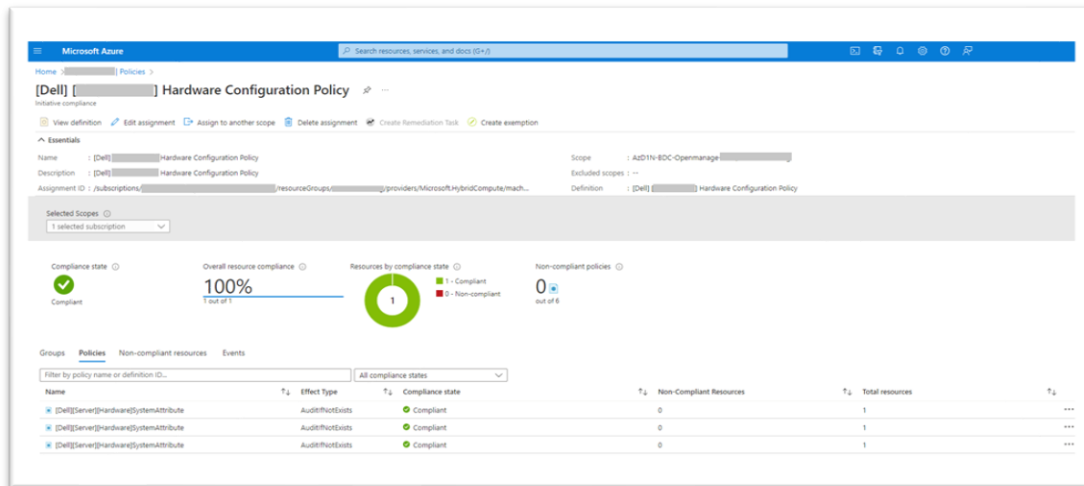 Microsoft Azure
Search resources, services, and docs (G+/)
Home > | Policies >
[Dell] [ ] Hardware Configuration Policy ...
Initiative compliance
View definition Edit assignment Assign to another scope Delete assignment Create Remediation Task Create exemption
Essentials
Name : [Dell] Hardware Configuration Policy Scope : AzD1N-BDC-Openmanage-
Description : [Dell] Hardware Configuration Policy Excluded scopes : --
Assignment ID : /subscriptions/ /resourceGroups/ /providers/Microsoft.HybridCompute/mach... Definition : [Dell] [ ] Hardware Configuration Policy
Selected Scopes
1 selected subscription
Compliance state Overall resource compliance Resources by compliance state Non-compliant policies
Compliant
100%
1 out of 1
1
1 - Compliant
0 - Non-compliant
0
out of 6
Groups Policies Non-compliant resources Events
Filter by policy name or definition ID... All compliance states
Name Effect Type Compliance state Non-Compliant Resources Total resources
[Dell][Server][Hardware]SystemAttribute AuditIfNotExists Compliant 0 1 ...
[Dell][Server][Hardware]SystemAttribute AuditIfNotExists Compliant 0 1 ...
[Dell][Server][Hardware]SystemAttribute AuditIfNotExists Compliant 0 1 ...